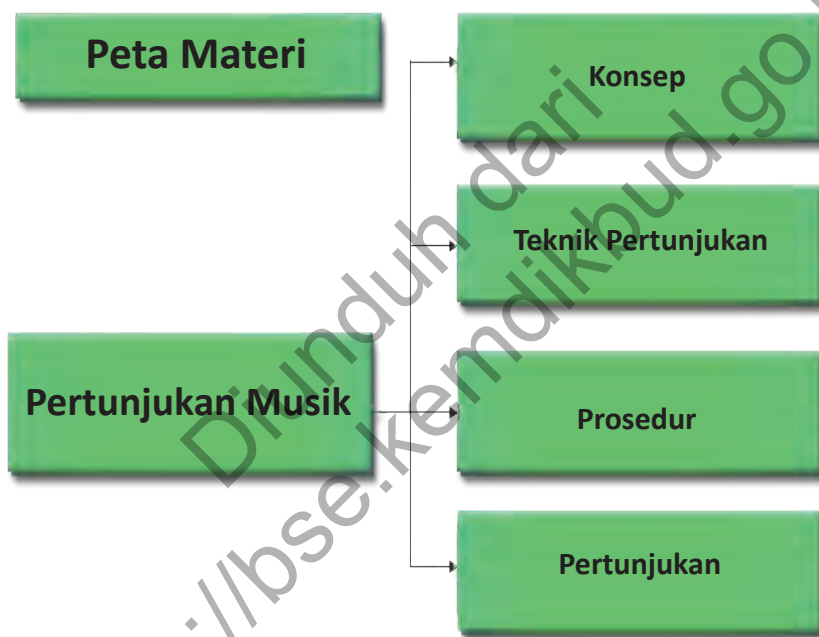 Peta Materi
Konsep
Teknik Pertunjukan
Pertunjukan Musik
Prosedur
Pertunjukan
Diunduh dari
://bse.kemdikbud.go